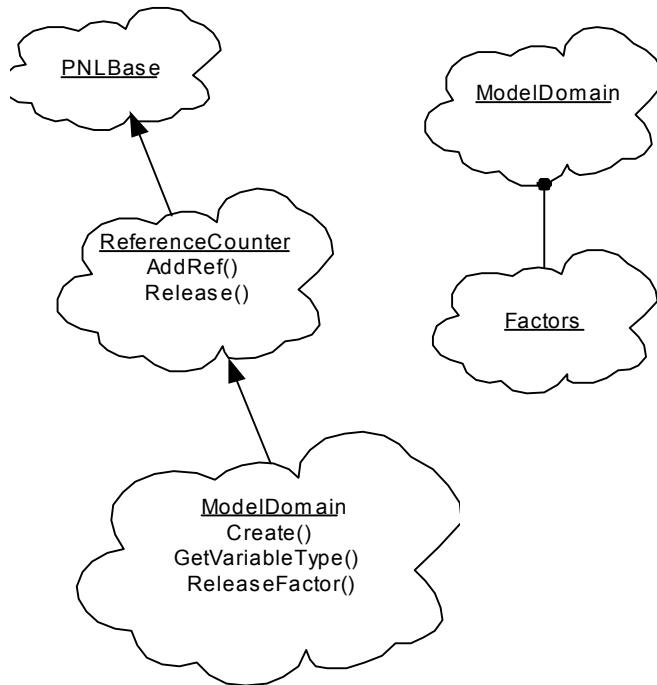 PNLBase
ModelDomain
ReferenceCounter
AddRef()
Release()
Factors
ModelDomain
Create()
GetVariableType()
ReleaseFactor()